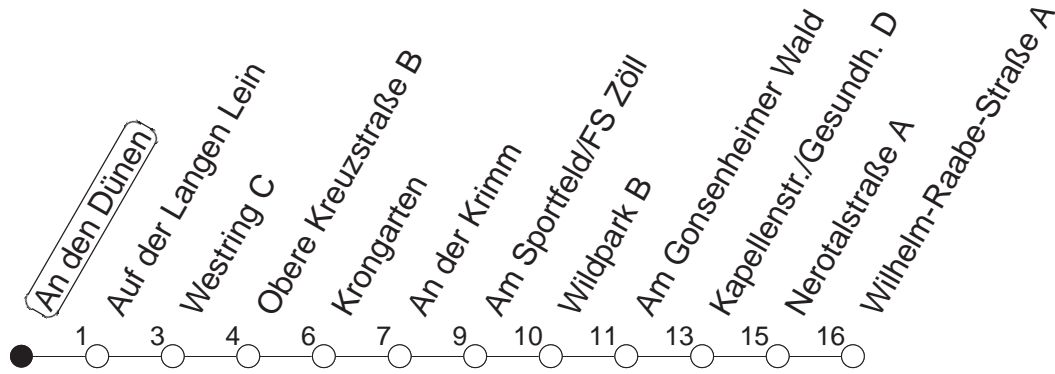 An den Dünen
Auf der Langen Lein
Westring C
Obere Kreuzstraße B
Krongarten
An der Krimm
Am Sportfeld/FS Zöll
Wildpark B
Am Gonsenheimer Wald
Kapellenstr./Gesundh. D
Nerotalstraße A
Wilhelm-Raabe-Straße A
1 3 4 6 7 9 10 11 13 15 16